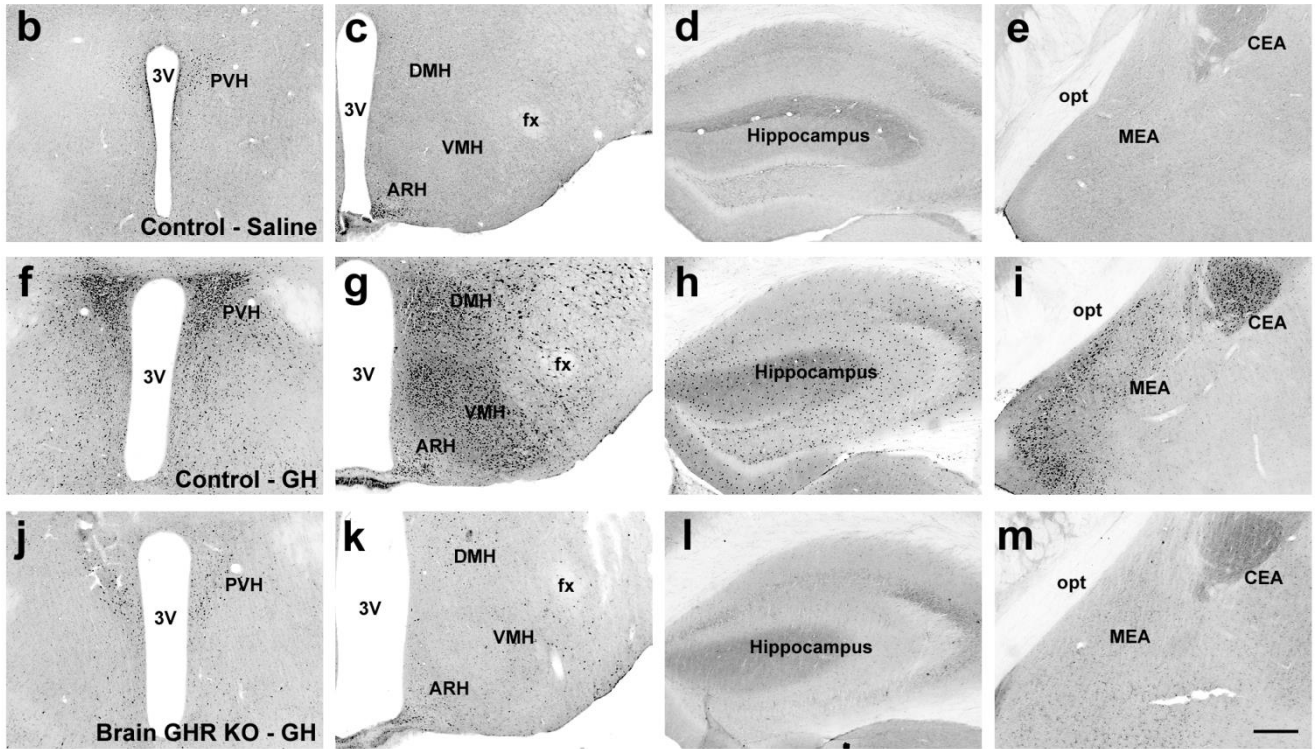 b
3V
PVH
Control - Saline
c
3V
DMH
fx
VMH
ARH
d
Hippocampus
e
CEA
opt
MEA
f
PVH
3V
Control - GH
g
DMH
3V
fx
VMH
ARH
h
Hippocampus
i
opt
CEA
MEA
j
PVH
3V
Brain GHR KO - GH
k
DMH
fx
3V
VMH
ARH
l
Hippocampus
m
opt
CEA
MEA